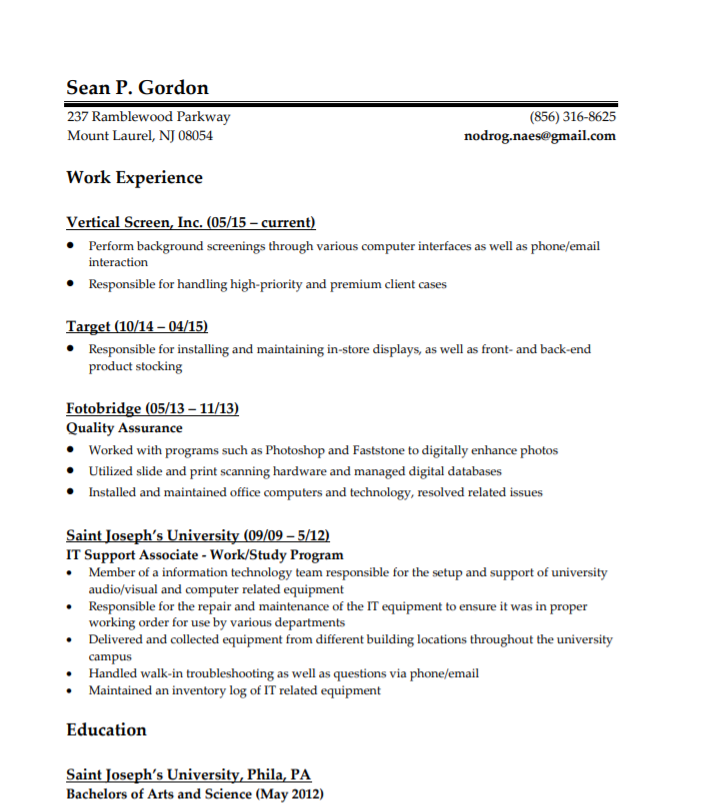 Sean P. Gordon
237 Ramblewood Parkway (856) 316-8625
Mount Laurel, NJ 08054 nodrog.naes@gmail.com
Work Experience
Vertical Screen, Inc. (05/15 – current)
● Perform background screenings through various computer interfaces as well as phone/email
interaction
● Responsible for handling high-priority and premium client cases
Target (10/14 – 04/15)
● Responsible for installing and maintaining in-store displays, as well as front- and back-end
product stocking
Fotobridge (05/13 – 11/13)
Quality Assurance
● Worked with programs such as Photoshop and Faststone to digitally enhance photos
● Utilized slide and print scanning hardware and managed digital databases
● Installed and maintained office computers and technology, resolved related issues
Saint Joseph’s University (09/09 – 5/12)
IT Support Associate - Work/Study Program
• Member of a information technology team responsible for the setup and support of university
audio/visual and computer related equipment
• Responsible for the repair and maintenance of the IT equipment to ensure it was in proper
working order for use by various departments
• Delivered and collected equipment from different building locations throughout the university
campus
• Handled walk-in troubleshooting as well as questions via phone/email
• Maintained an inventory log of IT related equipment
Education
Saint Joseph’s University, Phila, PA
Bachelors of Arts and Science (May 2012)